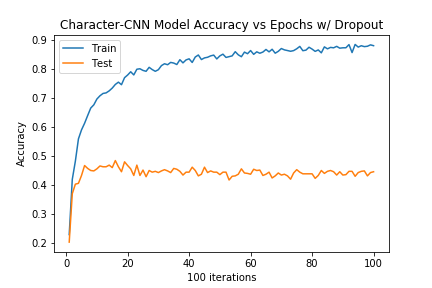 Character-CNN Model Accuracy vs Epochs w/ Dropout
Train
Test
Accuracy
0.9
0.8
0.7
0.6
0.5
0.4
0.3
0.2
0 20 40 60 80 100
100 iterations